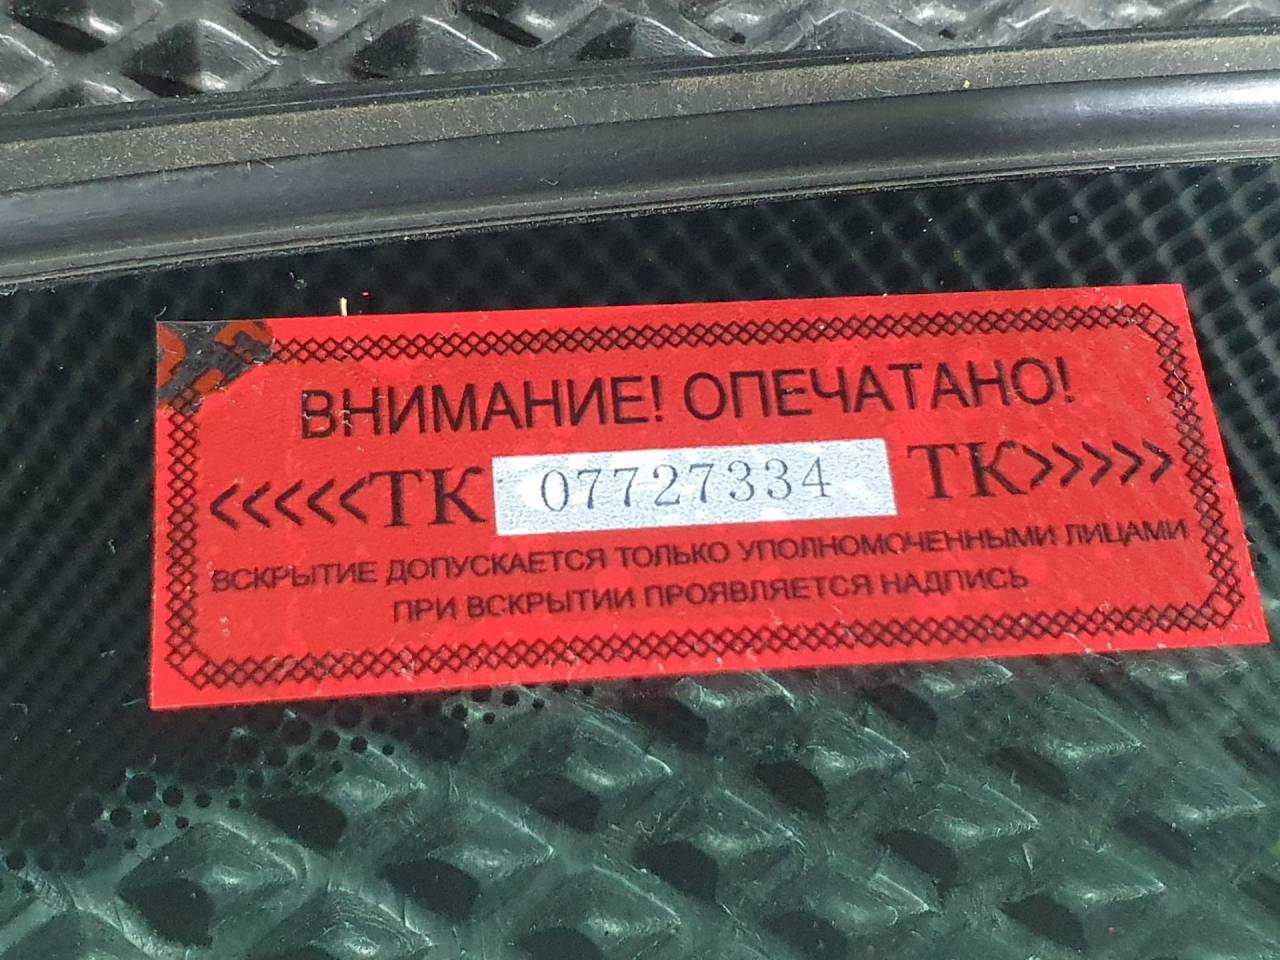 ВНИМАНИЕ! ОПЕЧАТАНО!
<<<<<ТК 07727334 ТК>>>>>
ВСКРЫТИЕ ДОПУСКАЕТСЯ ТОЛЬКО УПОЛНОМОЧЕННЫМИ ЛИЦАМИ
ПРИ ВСКРЫТИИ ПРОЯВЛЯЕТСЯ НАДПИСЬ